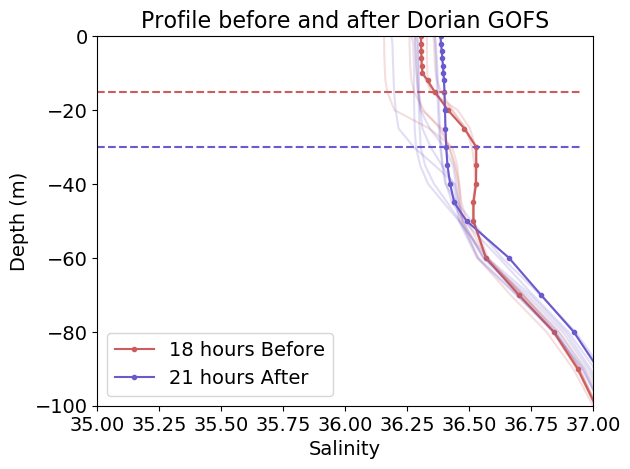 Profile before and after Dorian GOFS
0
−20
−40
−60
−80
−100
Depth (m)
18 hours Before
21 hours After
35.00 35.25 35.50 35.75 36.00 36.25 36.50 36.75 37.00
Salinity